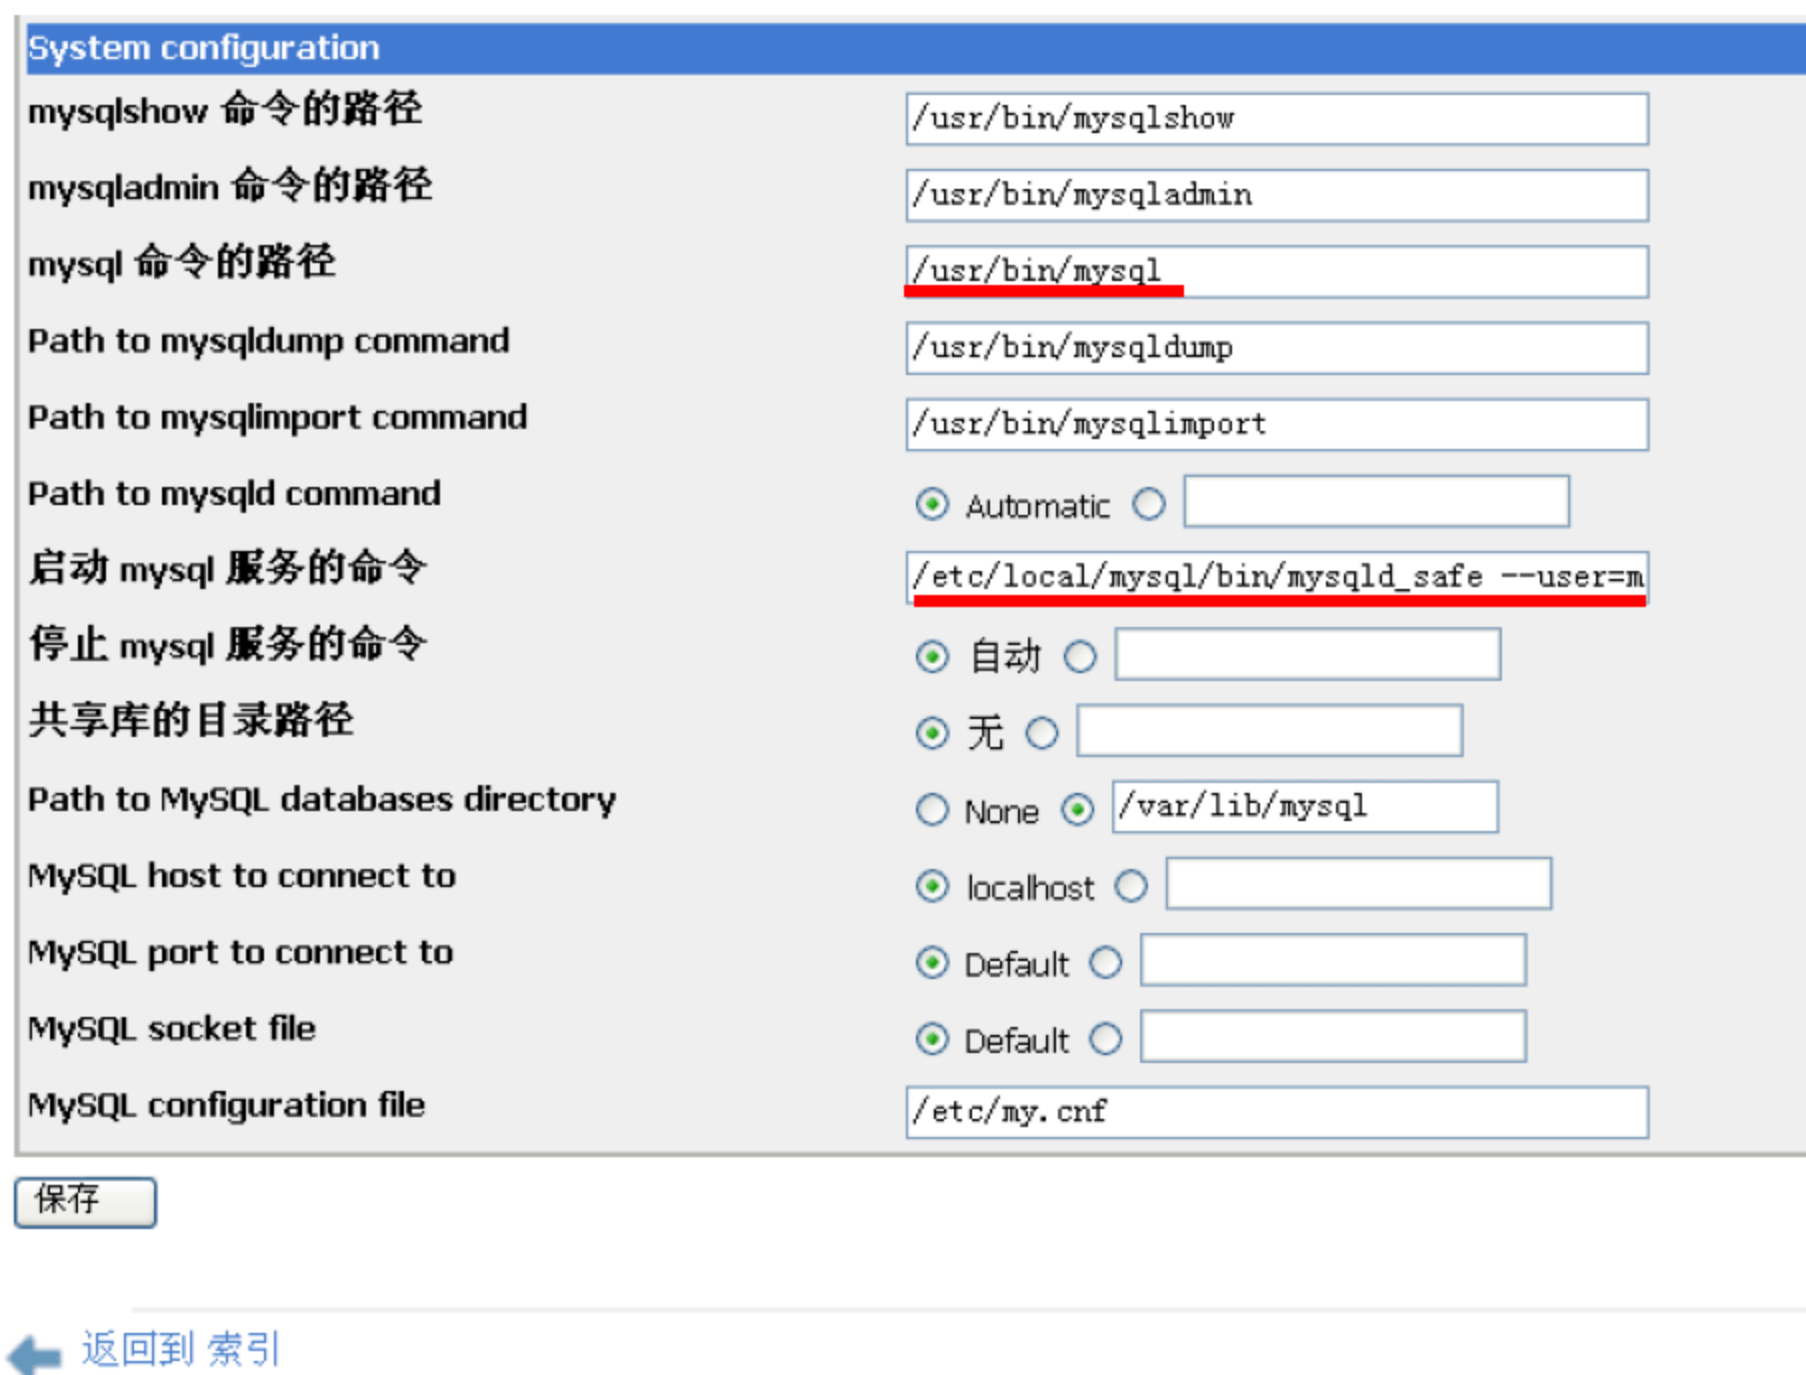 System configuration
mysqlshow 命令的路径 /usr/bin/mysqlshow
mysqladmin 命令的路径 /usr/bin/mysqladmin
mysql 命令的路径 /usr/bin/mysql
Path to mysqldump command /usr/bin/mysqldump
Path to mysqlimport command /usr/bin/mysqlimport
Path to mysqld command Automatic
启动 mysql 服务的命令 /etc/local/mysql/bin/mysqld_safe --user=m
停止 mysql 服务的命令 自动
共享库的目录路径 无
Path to MySQL databases directory None /var/lib/mysql
MySQL host to connect to localhost
MySQL port to connect to Default
MySQL socket file Default
MySQL configuration file /etc/my.cnf
保存
返回到 索引